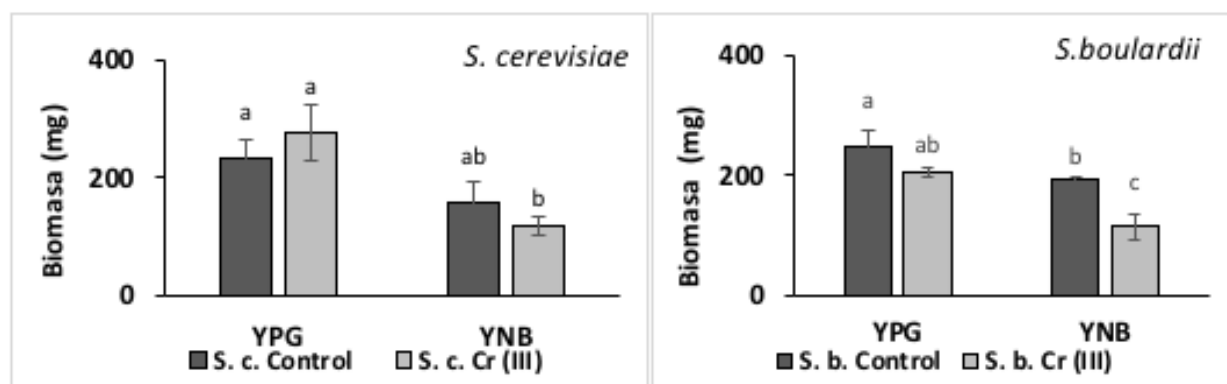 S. cerevisiae
400
200
0
Biomasa (mg)
a
a
ab
b
YPG
YNB
S. c. Control
S. c. Cr (III)
S.boulardii
400
200
0
Biomasa (mg)
a
ab
b
c
YPG
YNB
S. b. Control
S. b. Cr (III)